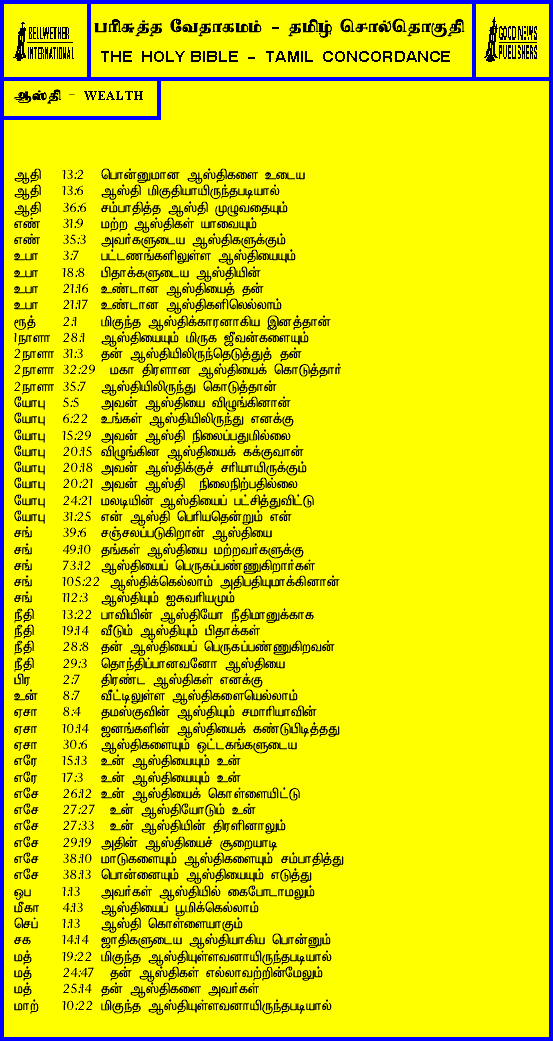 BELLWETHER
INTERNATIONAL
பரிசுத்த வேதாகமம் - தமிழ் சொல்தொகுதி
THE HOLY BIBLE - TAMIL CONCORDANCE
GOOD NEWS
PUBLISHERS
ஆஸ்தி - WEALTH
ஆதி 13:2 பொன்னுமான ஆஸ்திகளை உடைய
ஆதி 13:6 ஆஸ்தி மிகுதியாயிருந்தபடியால்
ஆதி 36:6 சம்பாதித்த ஆஸ்தி முழுவதையும்
எண் 31:9 மற்ற ஆஸ்திகள் யாவையும்
எண் 35:3 அவர்களுடைய ஆஸ்திகளுக்கும்
உபா 3:7 பட்டணங்களிலுள்ள ஆஸ்தியையும்
உபா 18:8 பிதாக்களுடைய ஆஸ்தியின்
உபா 21:16 உண்டான ஆஸ்தியைத் தன்
உபா 21:17 உண்டான ஆஸ்திகளிலெல்லாம்
ரூத் 2:1 மிகுந்த ஆஸ்திக்காரனாகிய இனத்தான்
1நாளா 28:1 ஆஸ்தியையும் மிருக ஜீவன்களையும்
2நாளா 31:3 தன் ஆஸ்தியிலிருந்தெடுத்துத் தன்
2நாளா 32:29 மகா திரளான ஆஸ்தியைக் கொடுத்தார்
2நாளா 35:7 ஆஸ்தியிலிருந்து கொடுத்தான்
யோபு 5:5 அவன் ஆஸ்தியை விழுங்கினான்
யோபு 6:22 உங்கள் ஆஸ்தியிலிருந்து எனக்கு
யோபு 15:29 அவன் ஆஸ்தி நிலைப்பதுமில்லை
யோபு 20:15 விழுங்கின ஆஸ்தியைக் கக்குவான்
யோபு 20:18 அவன் ஆஸ்திக்குச் சரியாயிருக்கும்
யோபு 20:21 அவன் ஆஸ்தி நிலைநிற்பதில்லை
யோபு 24:21 மலடியின் ஆஸ்தியைப் பட்சித்துவிட்டு
யோபு 31:25 என் ஆஸ்தி பெரியதென்றும் என்
சங் 39:6 சஞ்சலப்படுகிறான் ஆஸ்தியை
சங் 49:10 தங்கள் ஆஸ்தியை மற்றவர்களுக்கு
சங் 73:12 ஆஸ்தியைப் பெருகப்பண்ணுகிறார்கள்
சங் 105:22 ஆஸ்திக்கெல்லாம் அதிபதியுமாக்கினான்
சங் 112:3 ஆஸ்தியும் ஐசுவரியமும்
நீதி 13:22 பாவியின் ஆஸ்தியோ நீதிமானுக்காக
நீதி 19:14 வீடும் ஆஸ்தியும் பிதாக்கள்
நீதி 28:8 தன் ஆஸ்தியைப் பெருகப்பண்ணுகிறவன்
நீதி 29:3 தொந்திப்பானவனோ ஆஸ்தியை
பிர 2:7 திரண்ட ஆஸ்திகள் எனக்கு
உன் 8:7 வீட்டிலுள்ள ஆஸ்திகளையெல்லாம்
ஏசா 8:4 தமஸ்குவின் ஆஸ்தியும் சமாரியாவின்
ஏசா 10:14 ஜனங்களின் ஆஸ்தியைக் கண்டுபிடித்தது
ஏசா 30:6 ஆஸ்திகளையும் ஒட்டகங்களுடைய
எரே 15:13 உன் ஆஸ்தியையும் உன்
எரே 17:3 உன் ஆஸ்தியையும் உன்
எசே 26:12 உன் ஆஸ்தியைக் கொள்ளையிட்டு
எசே 27:27 உன் ஆஸ்தியோடும் உன்
எசே 27:33 உன் ஆஸ்தியின் திரளினாலும்
எசே 29:19 அதின் ஆஸ்தியைச் சூறையாடி
எசே 38:10 மாடுகளையும் ஆஸ்திகளையும் சம்பாதித்து
எசே 38:13 பொன்னையும் ஆஸ்தியையும் எடுத்து
ஒப 1:13 அவர்கள் ஆஸ்தியில் கைபோடாமலும்
மீகா 4:13 ஆஸ்தியைப் பூமிக்கெல்லாம்
செப் 1:13 ஆஸ்தி கொள்ளையாகும்
சக 14:14 ஜாதிகளுடைய ஆஸ்தியாகிய பொன்னும்
மத் 19:22 மிகுந்த ஆஸ்தியுள்ளவனாயிருந்தபடியால்
மத் 24:47 தன் ஆஸ்திகள் எல்லாவற்றின்மேலும்
மத் 25:14 தன் ஆஸ்திகளை அவர்கள்
மாற் 10:22 மிகுந்த ஆஸ்தியுள்ளவனாயிருந்தபடியால்